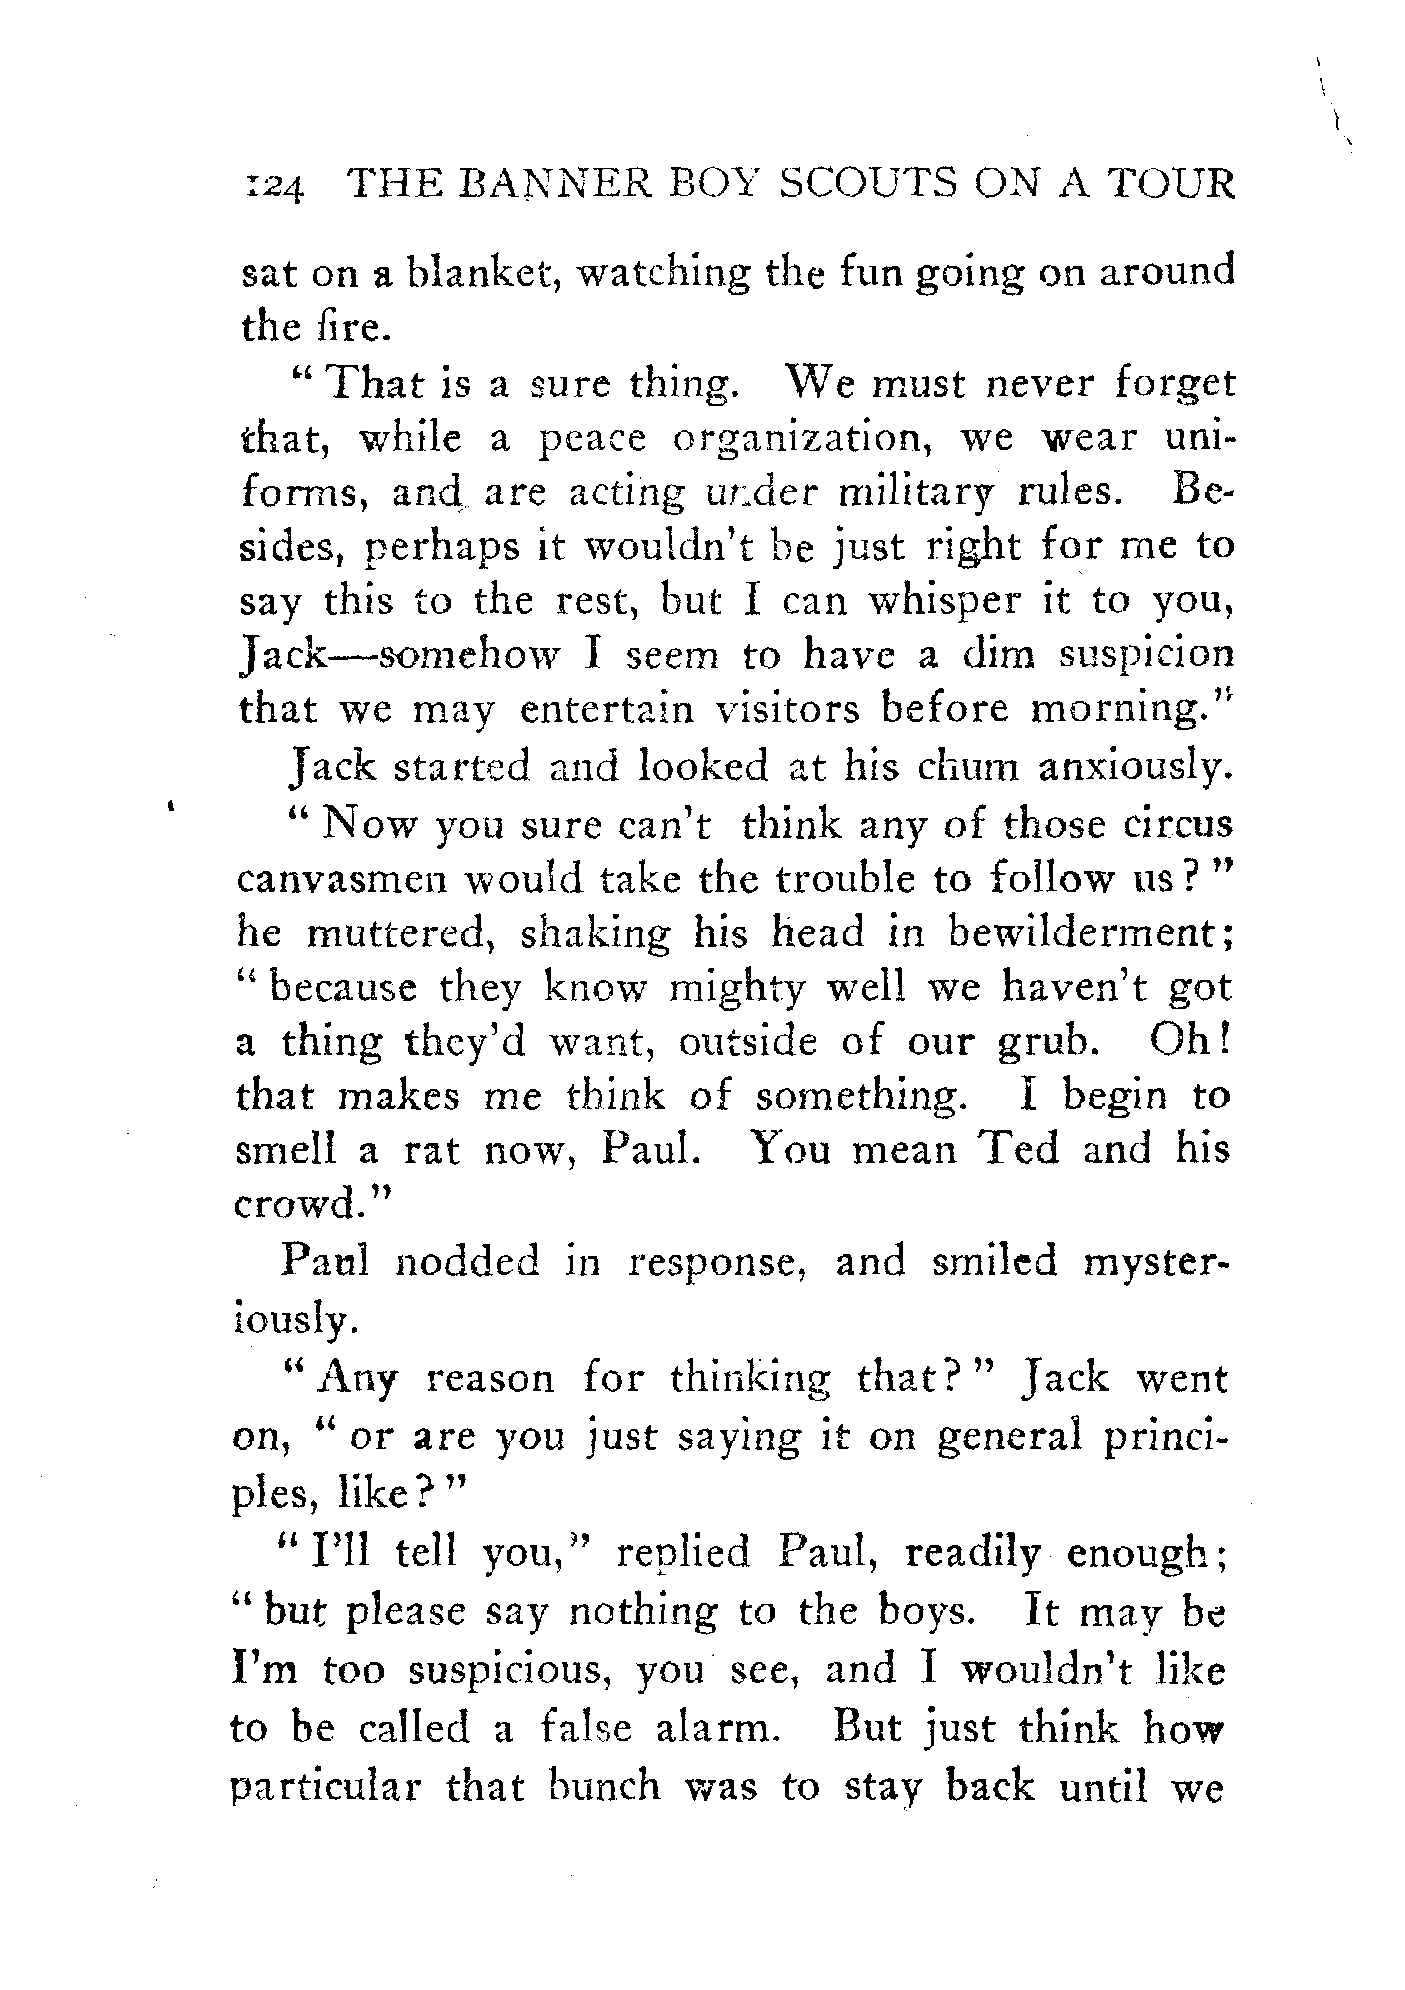 124 THE BANNER BOY SCOUTS ON A TOUR
sat on a blanket, watching the fun going on around
the fire.
" That is a sure thing. We must never forget
that, while a peace organization, we wear uni-
forms, and are acting under military rules. Be-
sides, perhaps it wouldn't be just right for me to
say this to the rest, but I can whisper it to you,
Jack—somehow I seem to have a dim suspicion
that we may entertain visitors before morning."
Jack started and looked at his chum anxiously.
" Now you sure can't think any of those circus
canvasmen would take the trouble to follow us ? "
he muttered, shaking his head in bewilderment;
" because they know mighty well we haven't got
a thing they'd want, outside of our grub. Oh !
that makes me think of something. I begin to
smell a rat now, Paul. You mean Ted and his
crowd."
Paul nodded in response, and smiled myster-
iously.
" Any reason for thinking that? " Jack went
on, " or are you just saying it on general princi-
ples, like? "
" I'll tell you," replied Paul, readily enough;
" but please say nothing to the boys. It may be
I'm too suspicious, you see, and I wouldn't like
to be called a false alarm. But just think how
particular that bunch was to stay back until we